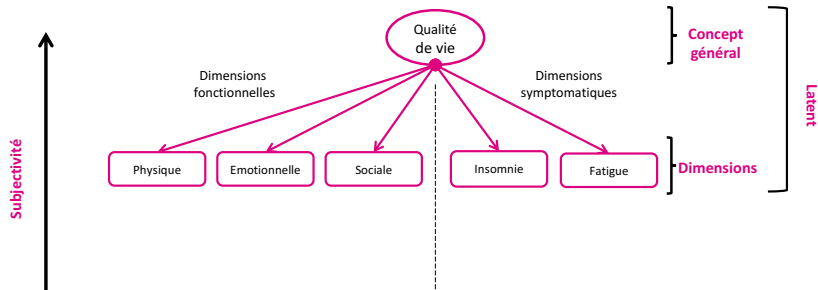 Qualité
de vie
Concept
général
Dimensions
fonctionnelles
Dimensions
symptomatiques
Latent
Subjectivité
Physique
Emotionnelle
Sociale
Insomnie
Fatigue
Dimensions